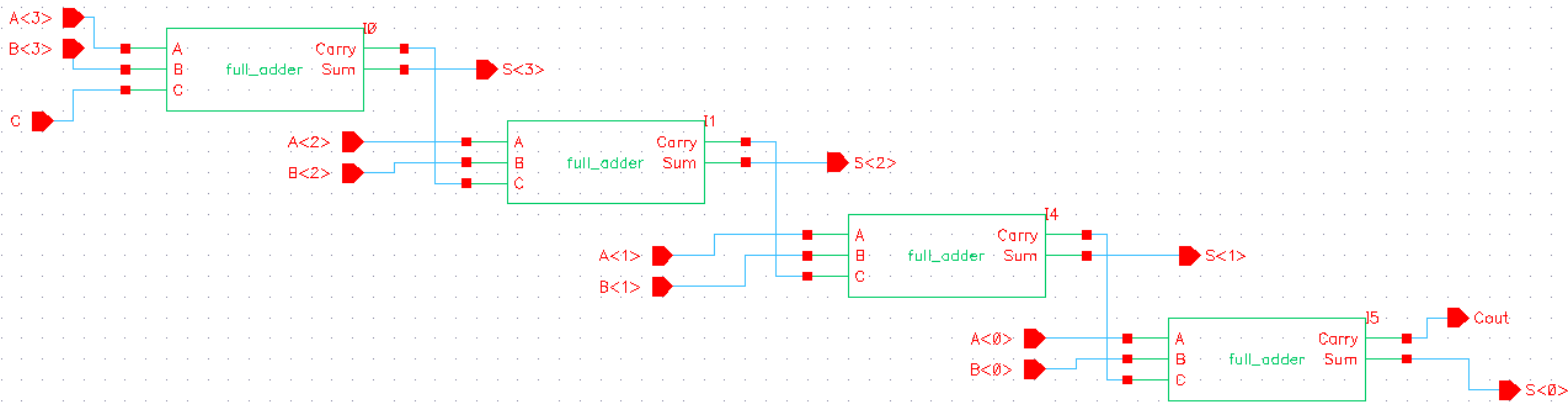 A<3>
I0
B<3>
A
Carry
B
full_adder
Sum
S<3>
C
C
I1
A<2>
A
Carry
B<2>
B
full_adder
Sum
S<2>
C
I4
A<1>
A
Carry
B<1>
B
full_adder
Sum
S<1>
C
I5
Cout
A<0>
A
Carry
B<0>
B
full_adder
Sum
C
S<0>